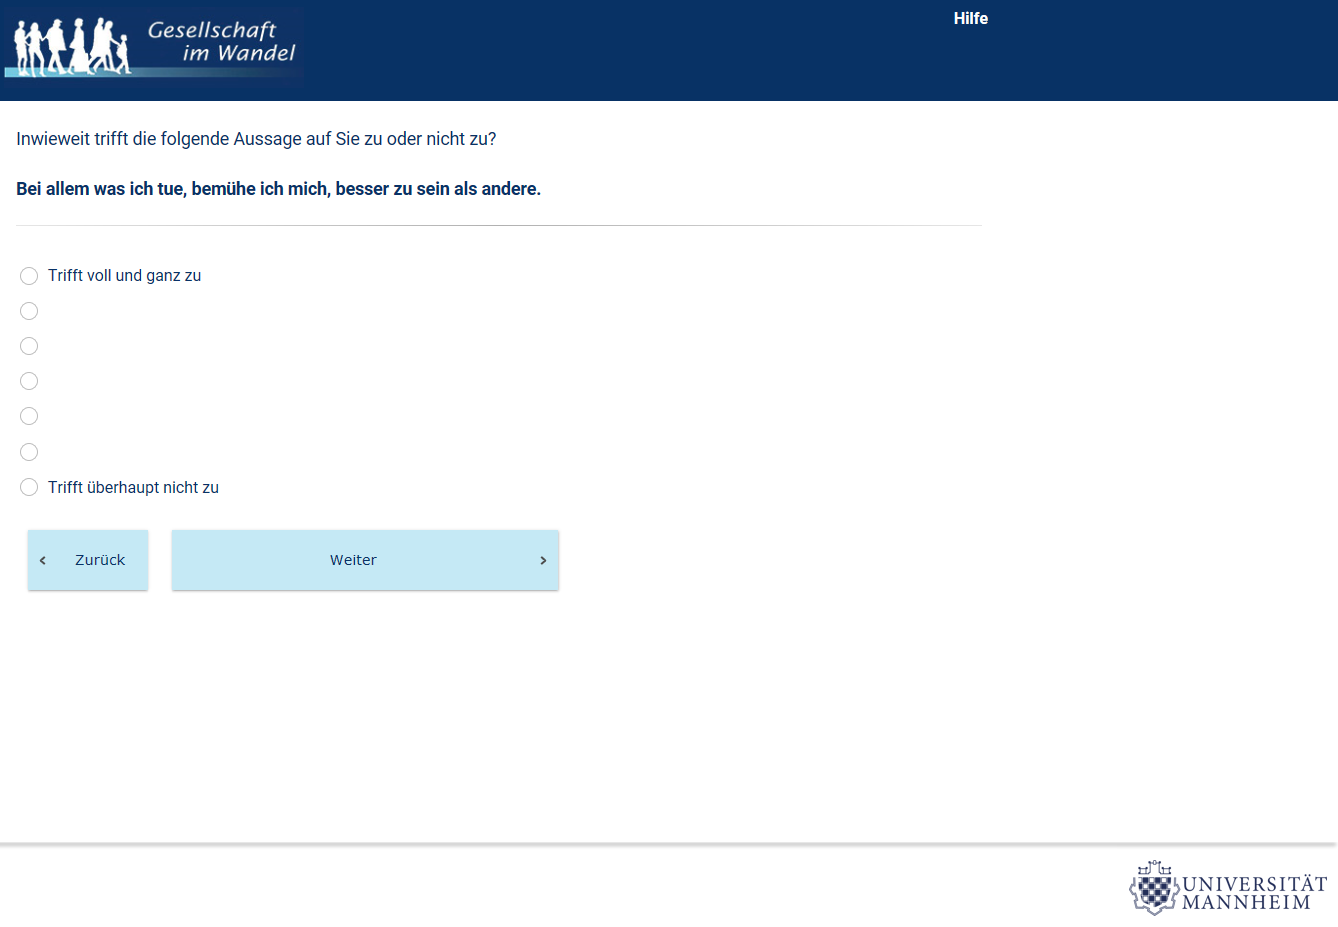 Gesellschaft
im Wandel
Hilfe
Inwieweit trifft die folgende Aussage auf Sie zu oder nicht zu?
Bei allem was ich tue, bemühe ich mich, besser zu sein als andere.
Trifft voll und ganz zu
Trifft überhaupt nicht zu
‹ Zurück
Weiter ›
UNIVERSITÄT
MANNHEIM